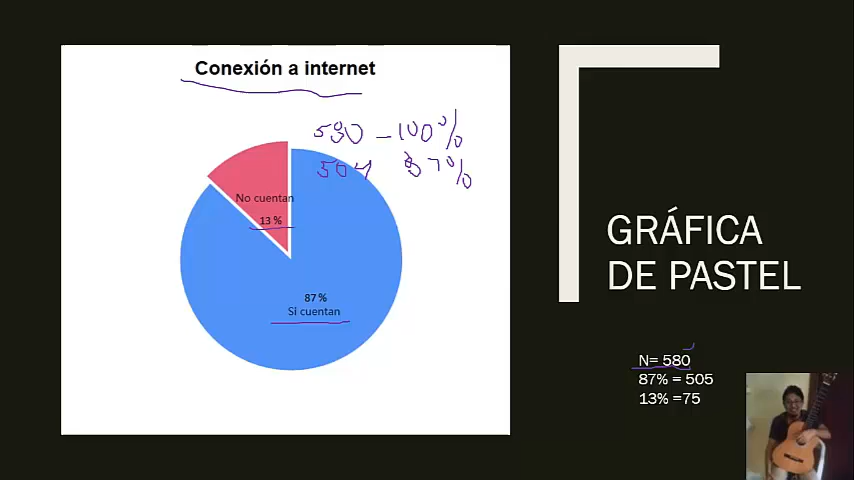 Conexión a internet
580 - 100%
504 87%
No cuentan
13 %
87 %
Si cuentan
GRÁFICA
DE PASTEL
N= 580
87% = 505
13% =75